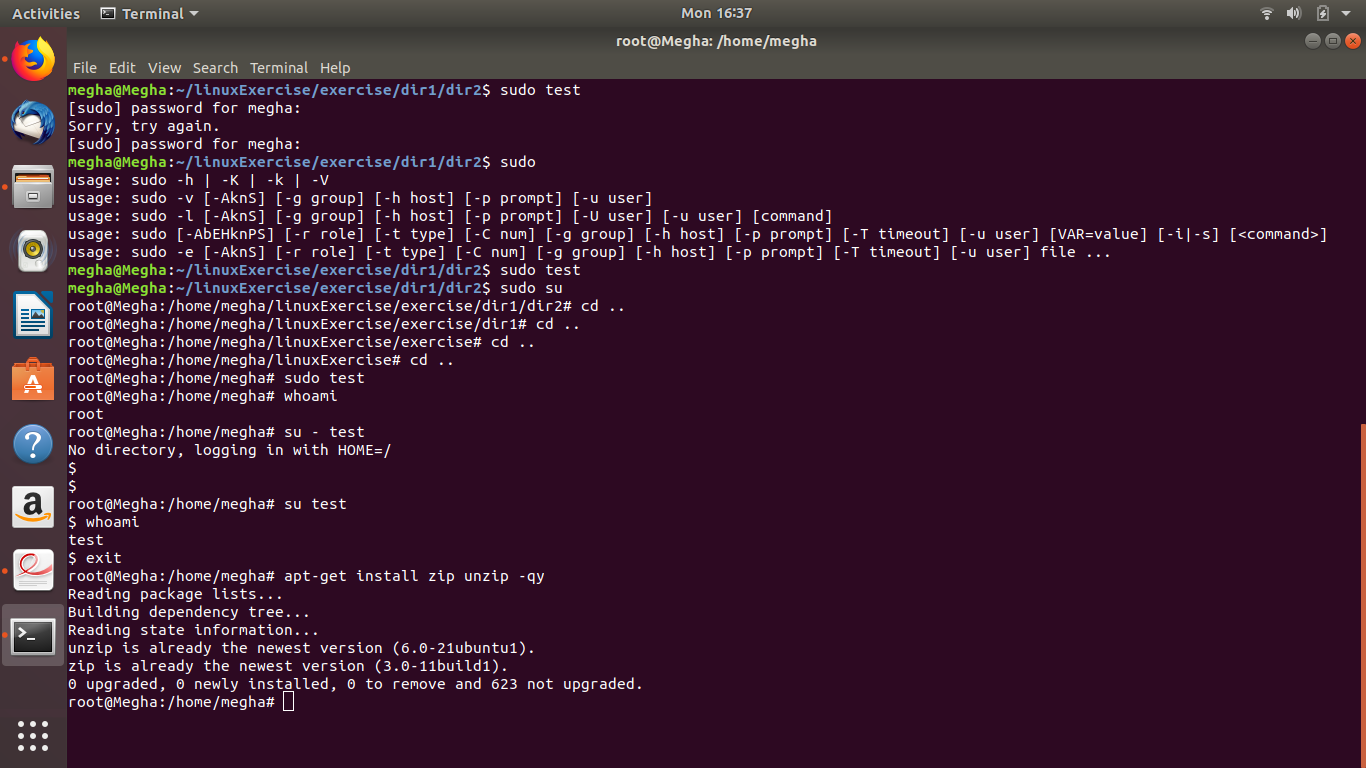 Activities Terminal Mon 16:37
root@Megha: /home/megha
File Edit View Search Terminal Help
megha@Megha:~/linuxExercise/exercise/dir1/dir2$ sudo test
[sudo] password for megha:
Sorry, try again.
[sudo] password for megha:
megha@Megha:~/linuxExercise/exercise/dir1/dir2$ sudo
usage: sudo -h | -K | -k | -V
usage: sudo -v [-AknS] [-g group] [-h host] [-p prompt] [-u user]
usage: sudo -l [-AknS] [-g group] [-h host] [-p prompt] [-U user] [-u user] [command]
usage: sudo [-AbEHknPS] [-r role] [-t type] [-C num] [-g group] [-h host] [-p prompt] [-T timeout] [-u user] [VAR=value] [-i|-s] [<command>]
usage: sudo -e [-AknS] [-r role] [-t type] [-C num] [-g group] [-h host] [-p prompt] [-T timeout] [-u user] file ...
megha@Megha:~/linuxExercise/exercise/dir1/dir2$ sudo test
megha@Megha:~/linuxExercise/exercise/dir1/dir2$ sudo su
root@Megha:/home/megha/linuxExercise/exercise/dir1/dir2# cd ..
root@Megha:/home/megha/linuxExercise/exercise/dir1# cd ..
root@Megha:/home/megha/linuxExercise/exercise# cd ..
root@Megha:/home/megha/linuxExercise# cd ..
root@Megha:/home/megha# sudo test
root@Megha:/home/megha# whoami
root
root@Megha:/home/megha# su - test
No directory, logging in with HOME=/
$
$
root@Megha:/home/megha# su test
$ whoami
test
$ exit
root@Megha:/home/megha# apt-get install zip unzip -qy
Reading package lists...
Building dependency tree...
Reading state information...
unzip is already the newest version (6.0-21ubuntu1).
zip is already the newest version (3.0-11build1).
0 upgraded, 0 newly installed, 0 to remove and 623 not upgraded.
root@Megha:/home/megha#